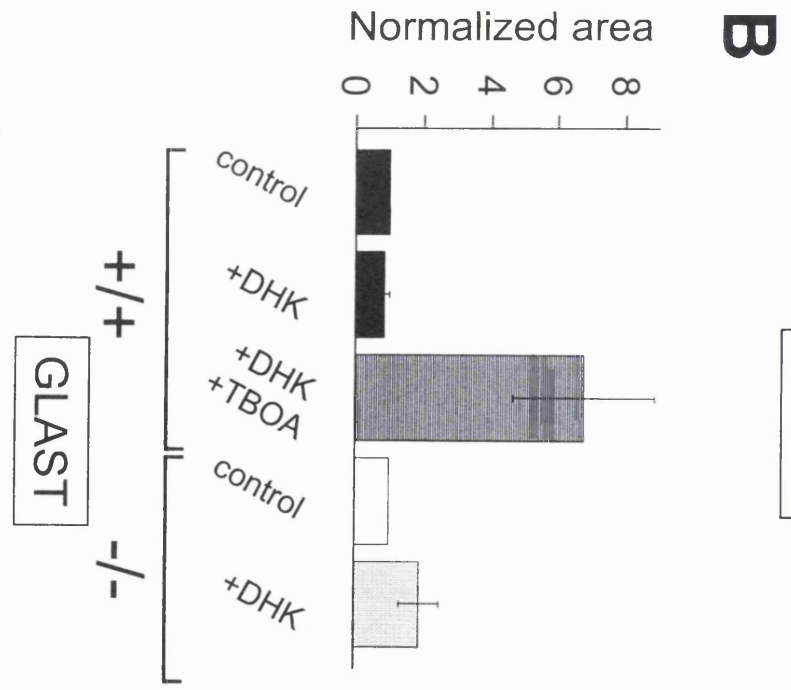 B
Normalized area
0 2 4 6 8
control
+DHK
+DHK
+TBOA
control
+DHK
+/+
-/-
GLAST